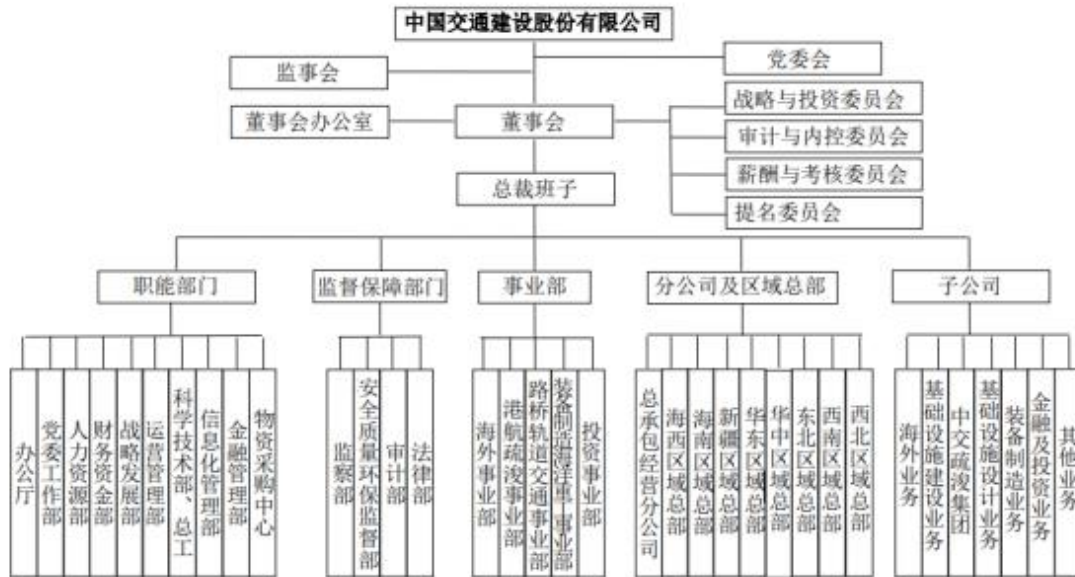 中国交通建设股份有限公司
监事会
党委会
董事会办公室
董事会
战略与投资委员会
审计与内控委员会
薪酬与考核委员会
提名委员会
总裁班子
职能部门
监督保障部门
事业部
分公司及区域总部
子公司
办公厅
党委工作部
人力资源部
财务资金部
战略发展部
运营管理部
科学技术部、总工
信息化管理部
金融管理部
物资采购中心
监察部
安全质量环保监督部
审计部
法律部
海外事业部
港航疏浚事业部
路桥轨道交通事业部
投资事业部
总承包经营分公司
海西区域总部
海南区域总部
新疆区域总部
华东区域总部
华中区域总部
东北区域总部
西南区域总部
西北区域总部
海外业务
基础设施建设业务
中交疏浚集团
基础设施设计业务
装备制造业务
金融及投资业务
其他业务